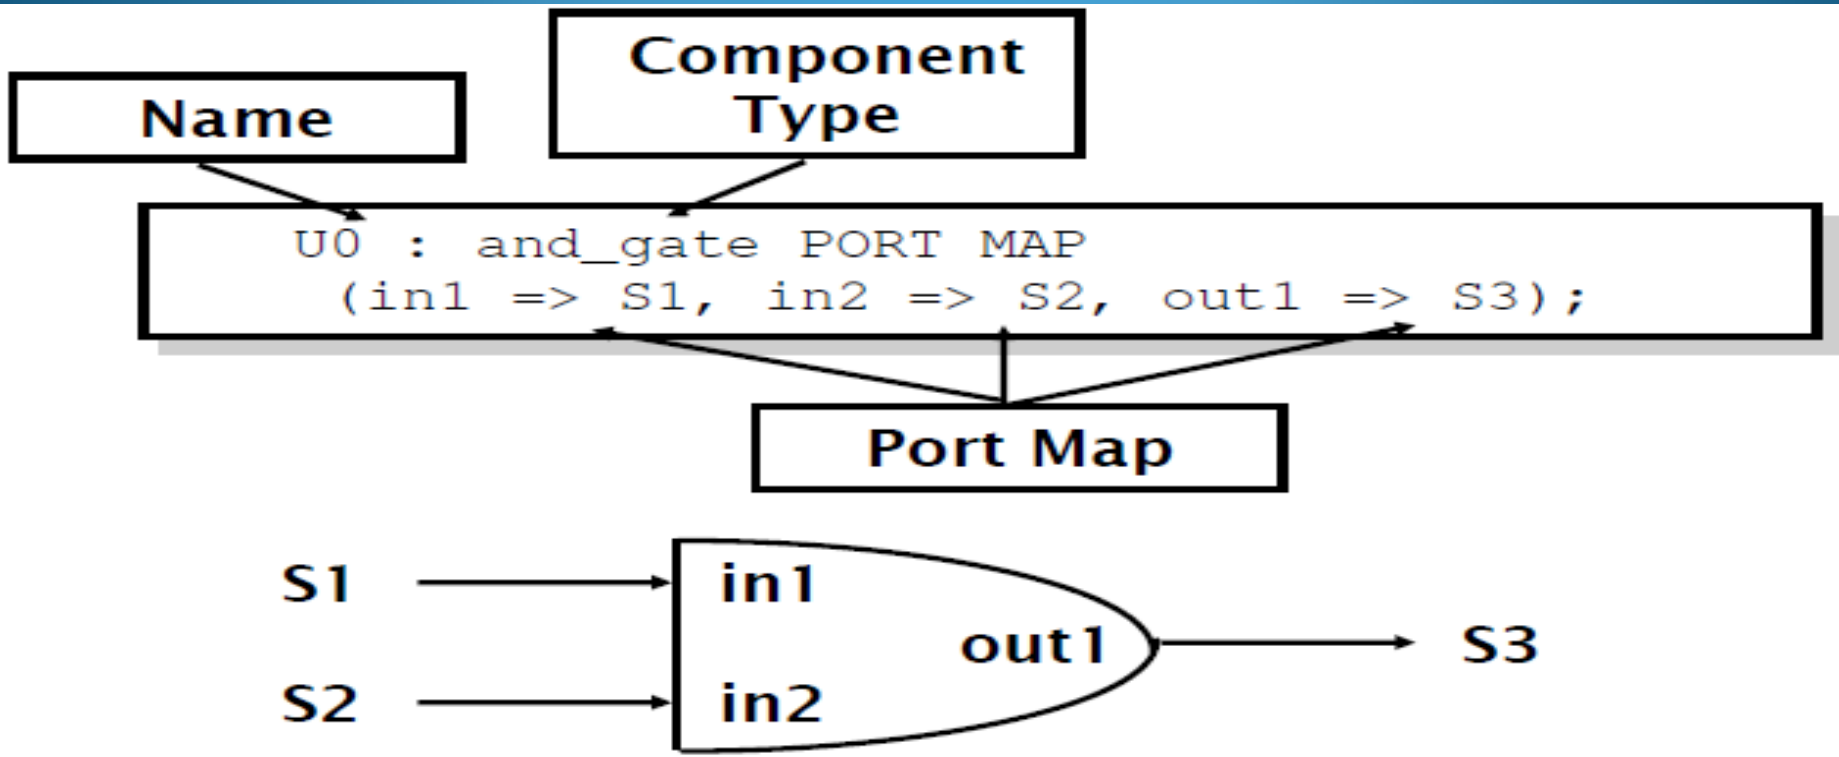 Component
Type
Name
U0 : and_gate PORT MAP
(in1 => S1, in2 => S2, out1 => S3);
Port Map
S1
in1
out1
S3
S2
in2